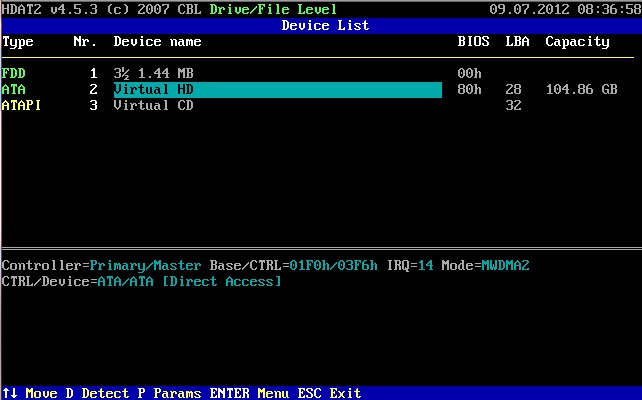 HDAT2 v4.5.3 (c) 2007 CBL Drive/File Level 09.07.2012 08:36:58
Device List
Type Nr. Device name BIOS LBA Capacity
FDD 1 3½ 1.44 MB 00h
ATA 2 Virtual HD 80h 28 104.86 GB
ATAPI 3 Virtual CD 32
Controller=Primary/Master Base/CTRL=01F0h/03F6h IRQ=14 Mode=MWDMA2
CTRL/Device=ATA/ATA [Direct Access]
↑↓ Move D Detect P Params ENTER Menu ESC Exit